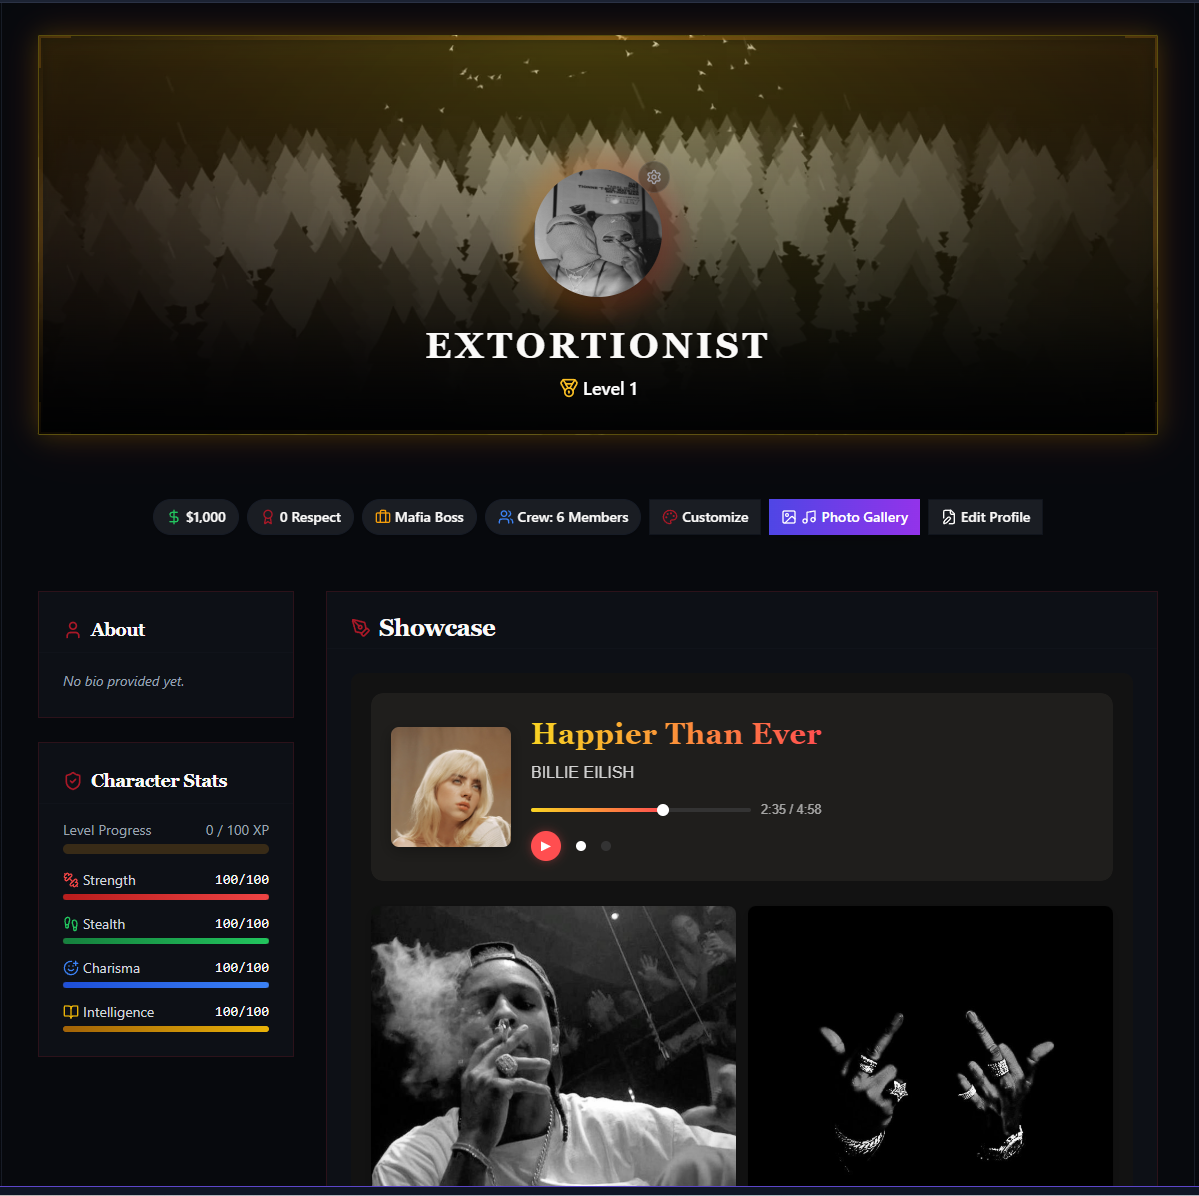 EXTORTIONIST
Level 1
$1,000
0 Respect
Mafia Boss
Crew: 6 Members
Customize
Photo Gallery
Edit Profile
About
No bio provided yet.
Character Stats
Level Progress 0 / 100 XP
Strength 100/100
Stealth 100/100
Charisma 100/100
Intelligence 100/100
Showcase
Happier Than Ever
BILLIE EILISH
2:35 / 4:58